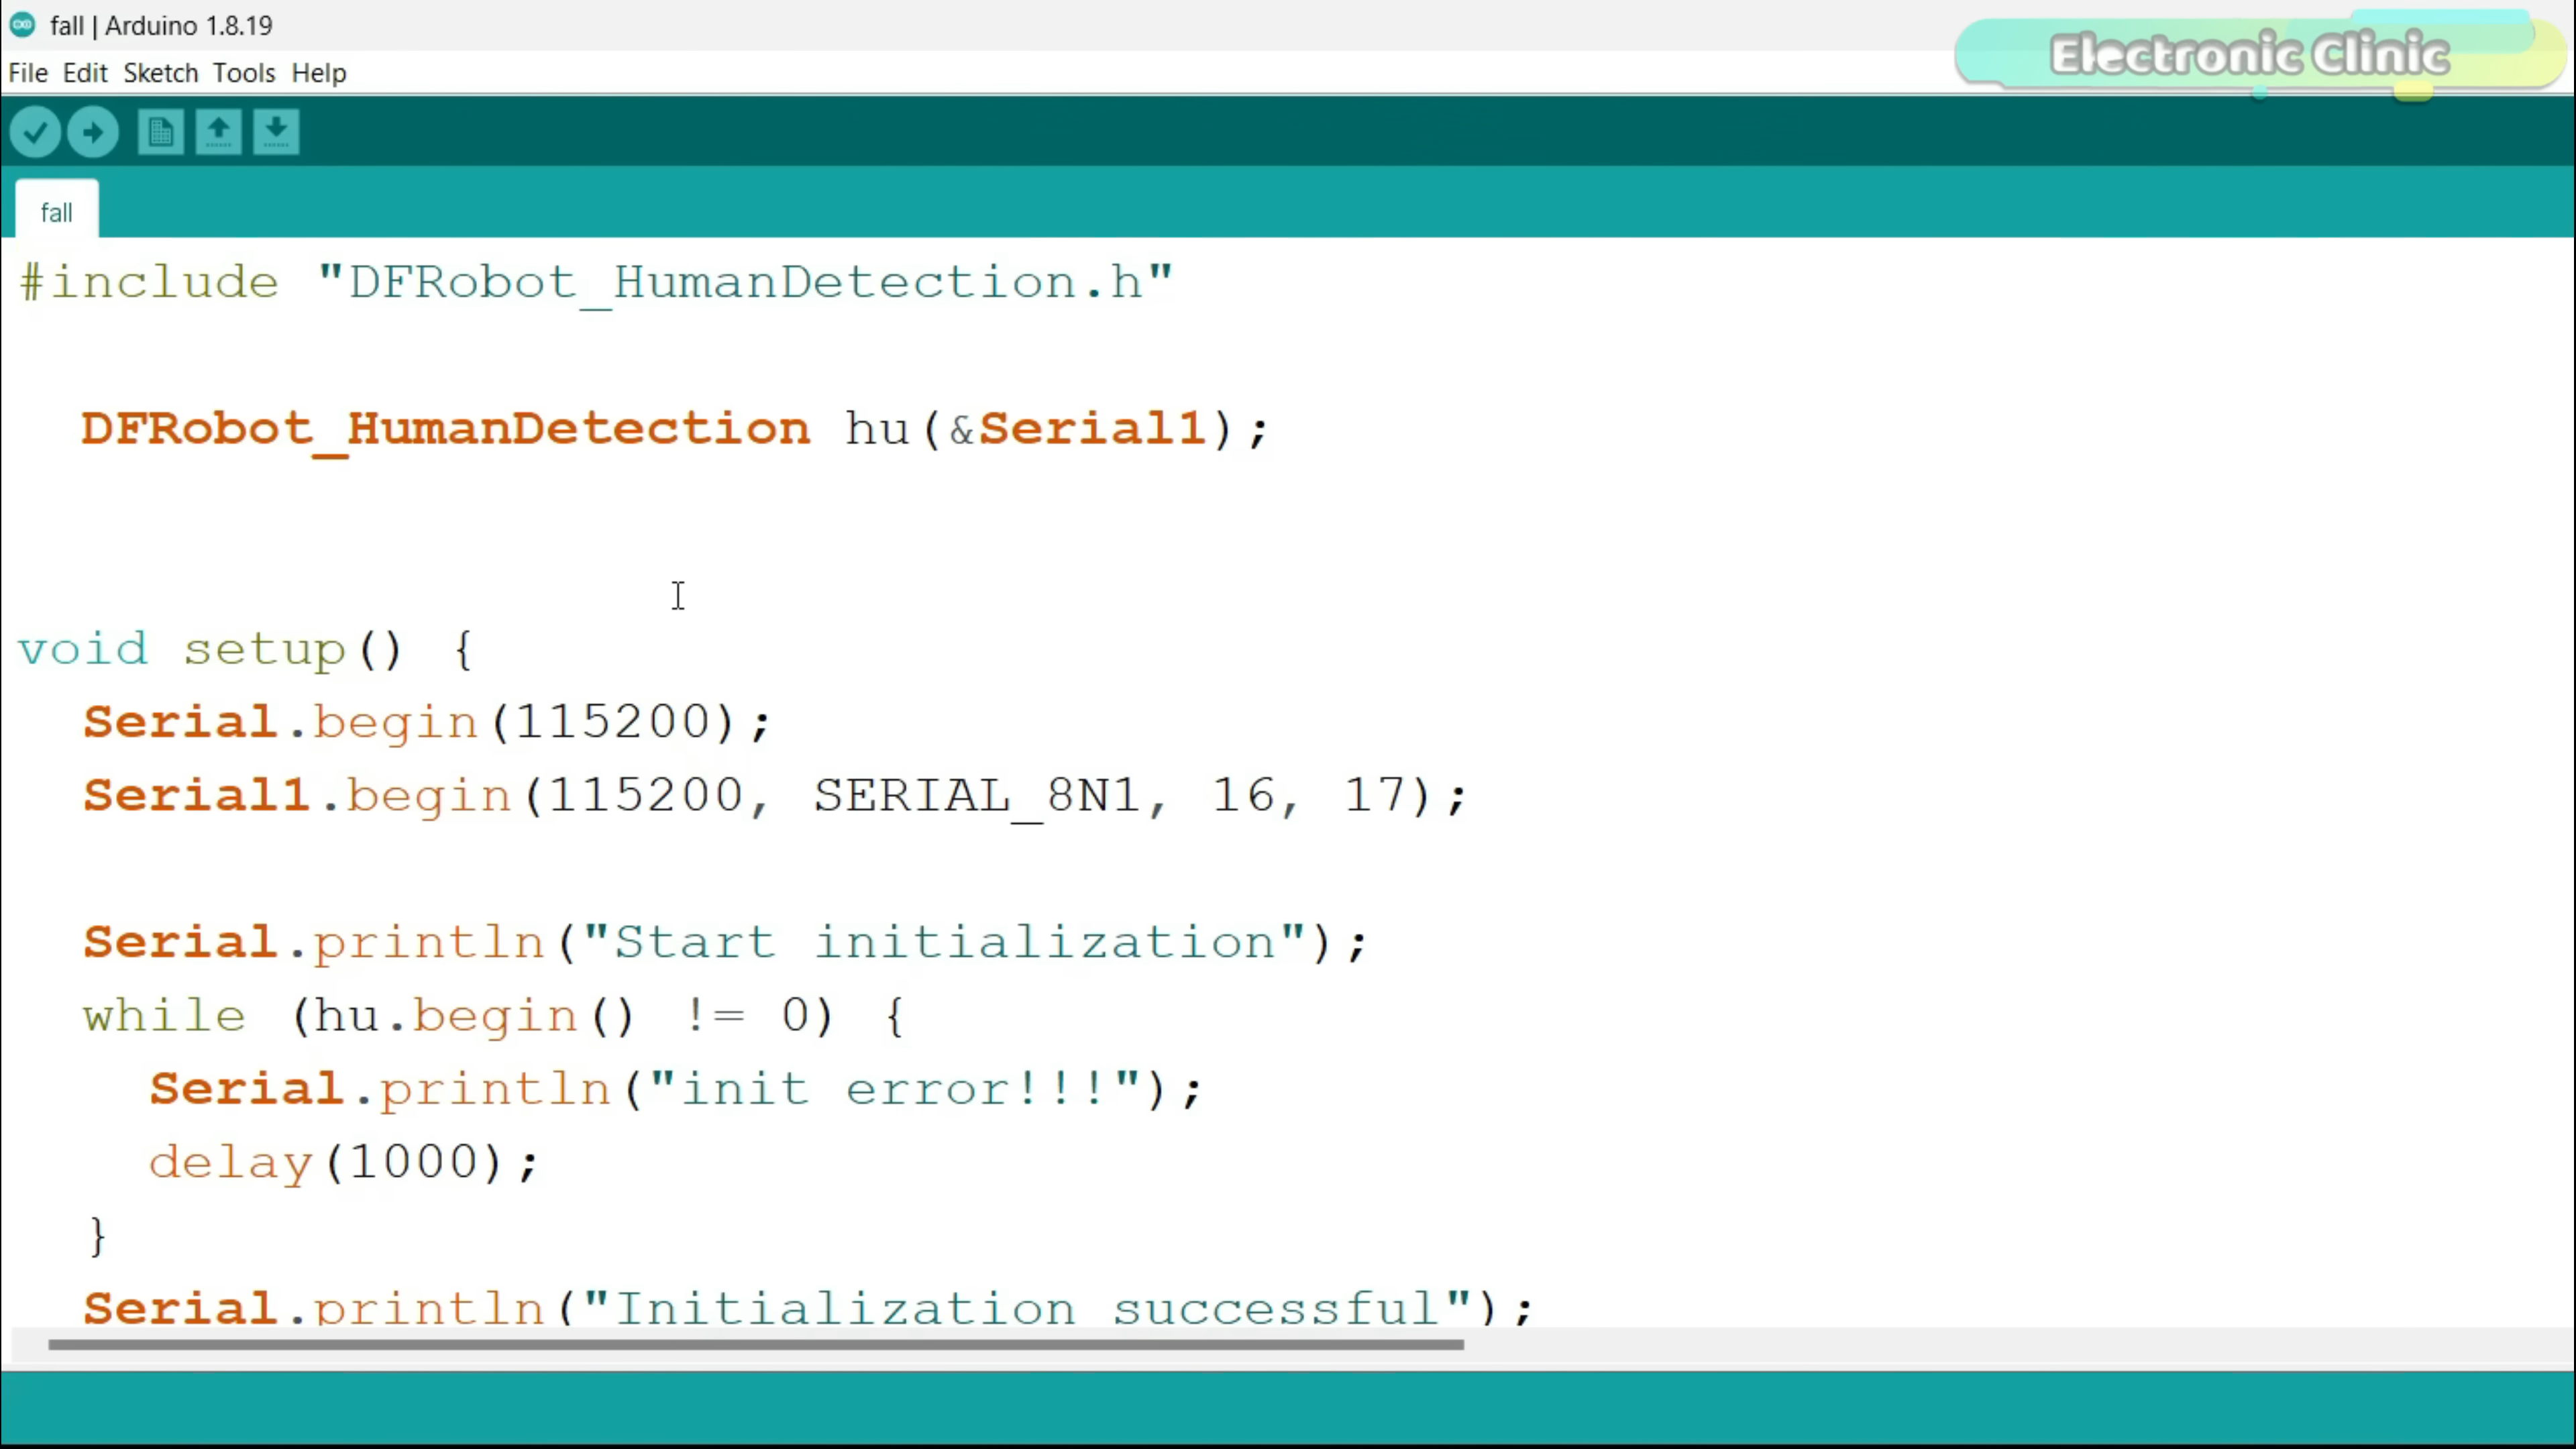 fall | Arduino 1.8.19
Electronic Clinic
File Edit Sketch Tools Help
fall
#include "DFRobot_HumanDetection.h"
DFRobot_HumanDetection hu(&Serial1);
void setup() {
Serial.begin(115200);
Serial1.begin(115200, SERIAL_8N1, 16, 17);
Serial.println("Start initialization");
while (hu.begin() != 0) {
Serial.println("init error!!!");
delay(1000);
}
Serial.println("Initialization successful");